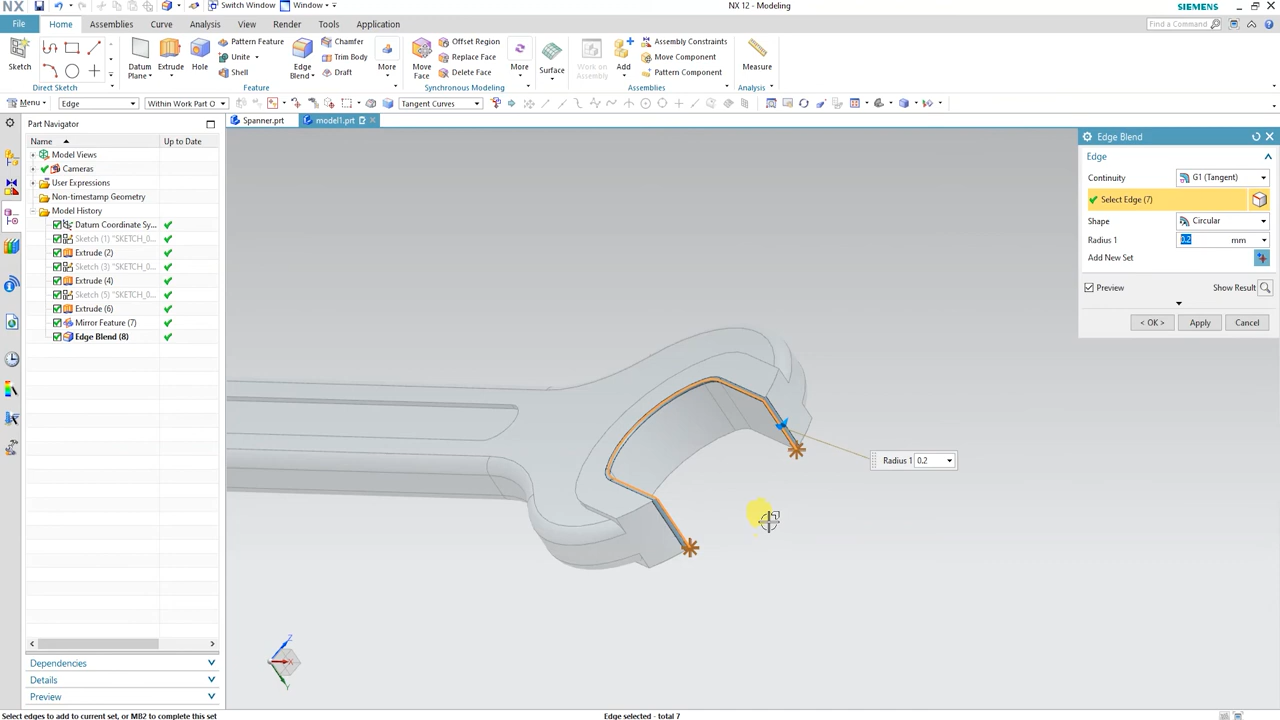 NX Switch Window Window NX 12 - Modeling SIEMENS
File Home Assemblies Curve Analysis View Render Tools Application Find a Command
Sketch
Direct Sketch
Datum Plane Extrude Hole
Pattern Feature
Unite
Shell
Edge Blend
Chamfer
Trim Body
Draft
More
Feature
Move Face
Offset Region
Replace Face
Delete Face
More
Synchronous Modeling
Surface
Work on Assembly
Add
Assembly Constraints
Move Component
Pattern Component
Assemblies
Measure
Analysis
Menu Edge Within Work Part O Tangent Curves
Part Navigator
Spanner.prt model1.prt
Name Up to Date
Model Views
Cameras
User Expressions
Non-timestamp Geometry
Model History
Datum Coordinate Sy...
Sketch (1) "SKETCH_0...
Extrude (2)
Sketch (3) "SKETCH_0...
Extrude (4)
Sketch (5) "SKETCH_0...
Extrude (6)
Mirror Feature (7)
Edge Blend (8)
Dependencies
Details
Preview
Edge Blend
Edge
Continuity G1 (Tangent)
Select Edge (7)
Shape Circular
Radius 1 0.2 mm
Add New Set
Preview Show Result
< OK > Apply Cancel
Radius 1 0.2
Z
X
Y
Select edges to add to current set, or MB2 to complete this set Edge selected - total 7